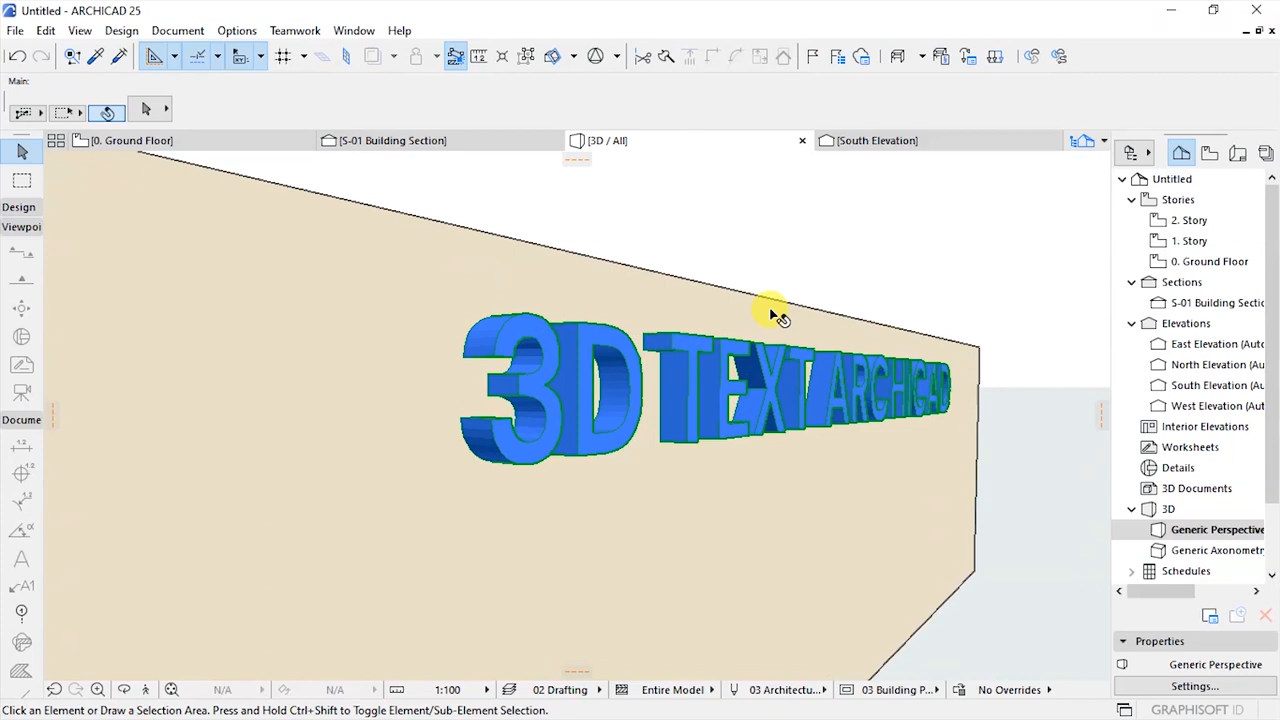 Untitled - ARCHICAD 25
File Edit View Design Document Options Teamwork Window Help
Main:
[0. Ground Floor]
[S-01 Building Section]
[3D / All]
[South Elevation]
Design
Viewpoi
Docume
A
A1
3D TEXT ARCHICAD
Untitled
Stories
2. Story
1. Story
0. Ground Floor
Sections
S-01 Building Sectio
Elevations
East Elevation (Auto
North Elevation (Au
South Elevation (Au
West Elevation (Aut
Interior Elevations
Worksheets
Details
3D Documents
3D
Generic Perspective
Generic Axonometr
Schedules
Properties
Generic Perspective
Settings...
N/A
N/A
1:100
02 Drafting
Entire Model
03 Architectu...
03 Building P...
No Overrides
Click an Element or Draw a Selection Area. Press and Hold Ctrl+Shift to Toggle Element/Sub-Element Selection.
GRAPHISOFT ID